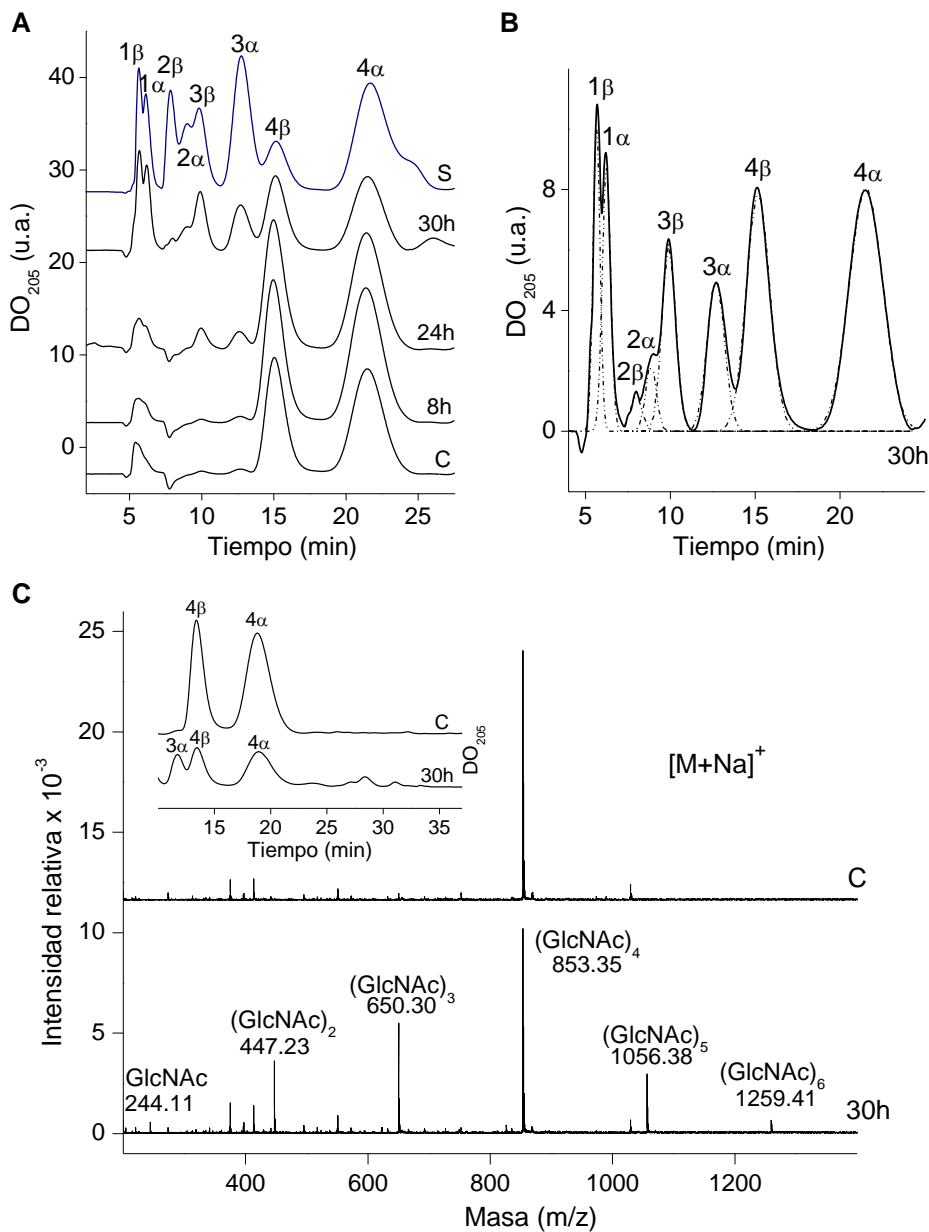 A
1β
1α
2β
2α
3β
3α
4β
4α
S
30h
24h
8h
C
40
30
20
10
0
DO205 (u.a.)
5 10 15 20 25
Tiempo (min)
B
1β
1α
2β
2α
3β
3α
4β
4α
8
4
0
DO205 (u.a.)
30h
5 10 15 20
Tiempo (min)
C
4β
4α
C
3α
4β
4α
30h
DO205
15 20 25 30 35
Tiempo (min)
[M+Na]+
C
25
20
15
10
5
0
Intensidad relativa x 10-3
GlcNAc
244.11
(GlcNAc)2
447.23
(GlcNAc)3
650.30
(GlcNAc)4
853.35
(GlcNAc)5
1056.38
(GlcNAc)6
1259.41
30h
400 600 800 1000 1200
Masa (m/z)